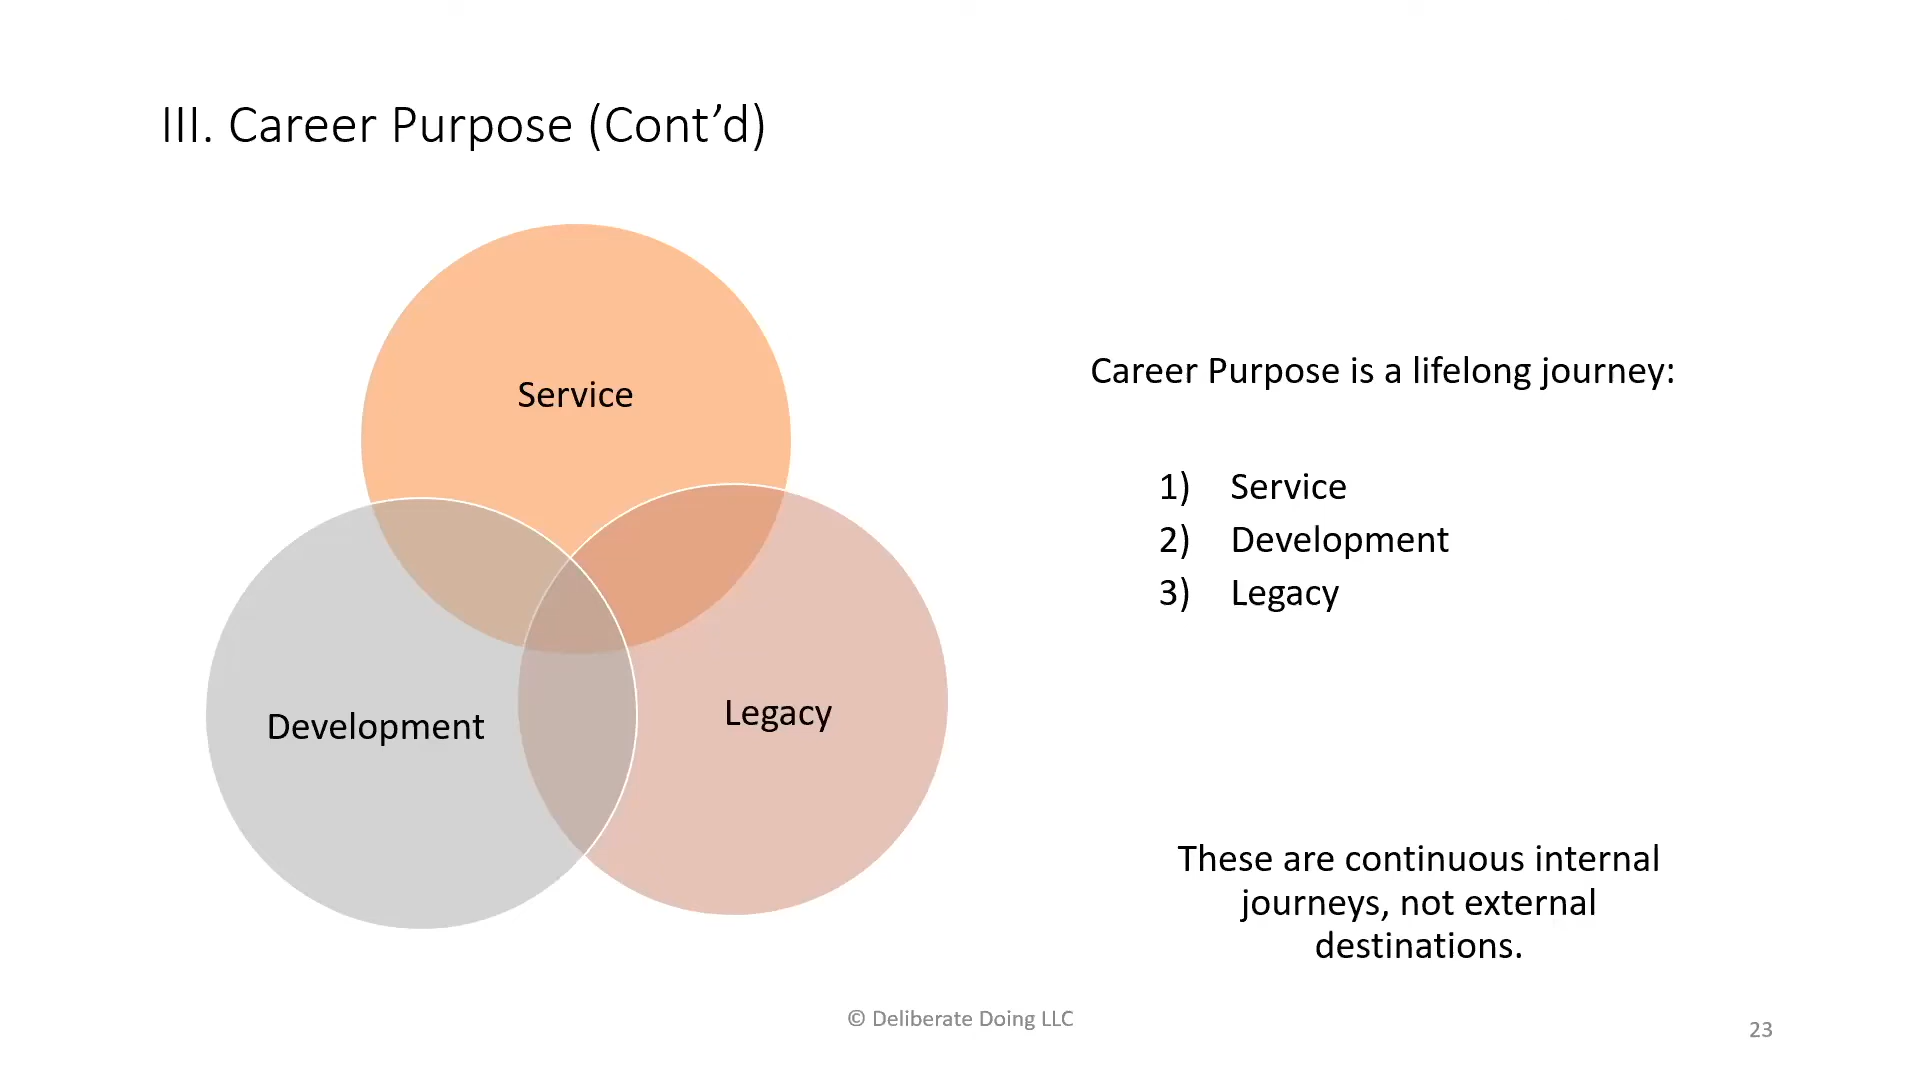 III. Career Purpose (Cont’d)
Service
Development
Legacy
Career Purpose is a lifelong journey:
1) Service
2) Development
3) Legacy
These are continuous internal
journeys, not external
destinations.
© Deliberate Doing LLC
23